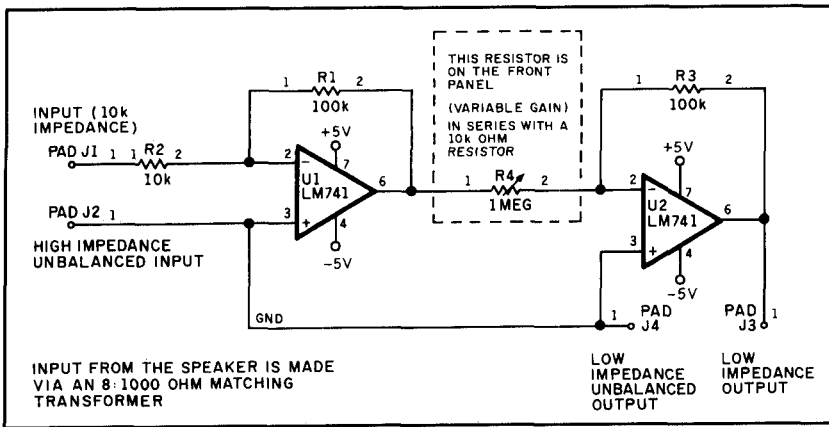 THIS RESISTOR IS
ON THE FRONT
PANEL
(VARIABLE GAIN)
IN SERIES WITH A
10k OHM
RESISTOR
1 R1 2
100k
1 R3 2
100k
INPUT (10k
IMPEDANCE)
PAD J1 1 1 R2 2
10k
+5V
7
2 −
U1
LM741
6
3 +
4
−5V
1 R4 2
1 MEG
+5V
7
2 −
U2
LM741
6
3 +
4
−5V
PAD J2 1
HIGH IMPEDANCE
UNBALANCED INPUT
GND
1 PAD
J4
PAD 1
J3
LOW
IMPEDANCE
UNBALANCED
OUTPUT
LOW
IMPEDANCE
OUTPUT
INPUT FROM THE SPEAKER IS MADE
VIA AN 8:1000 OHM MATCHING
TRANSFORMER